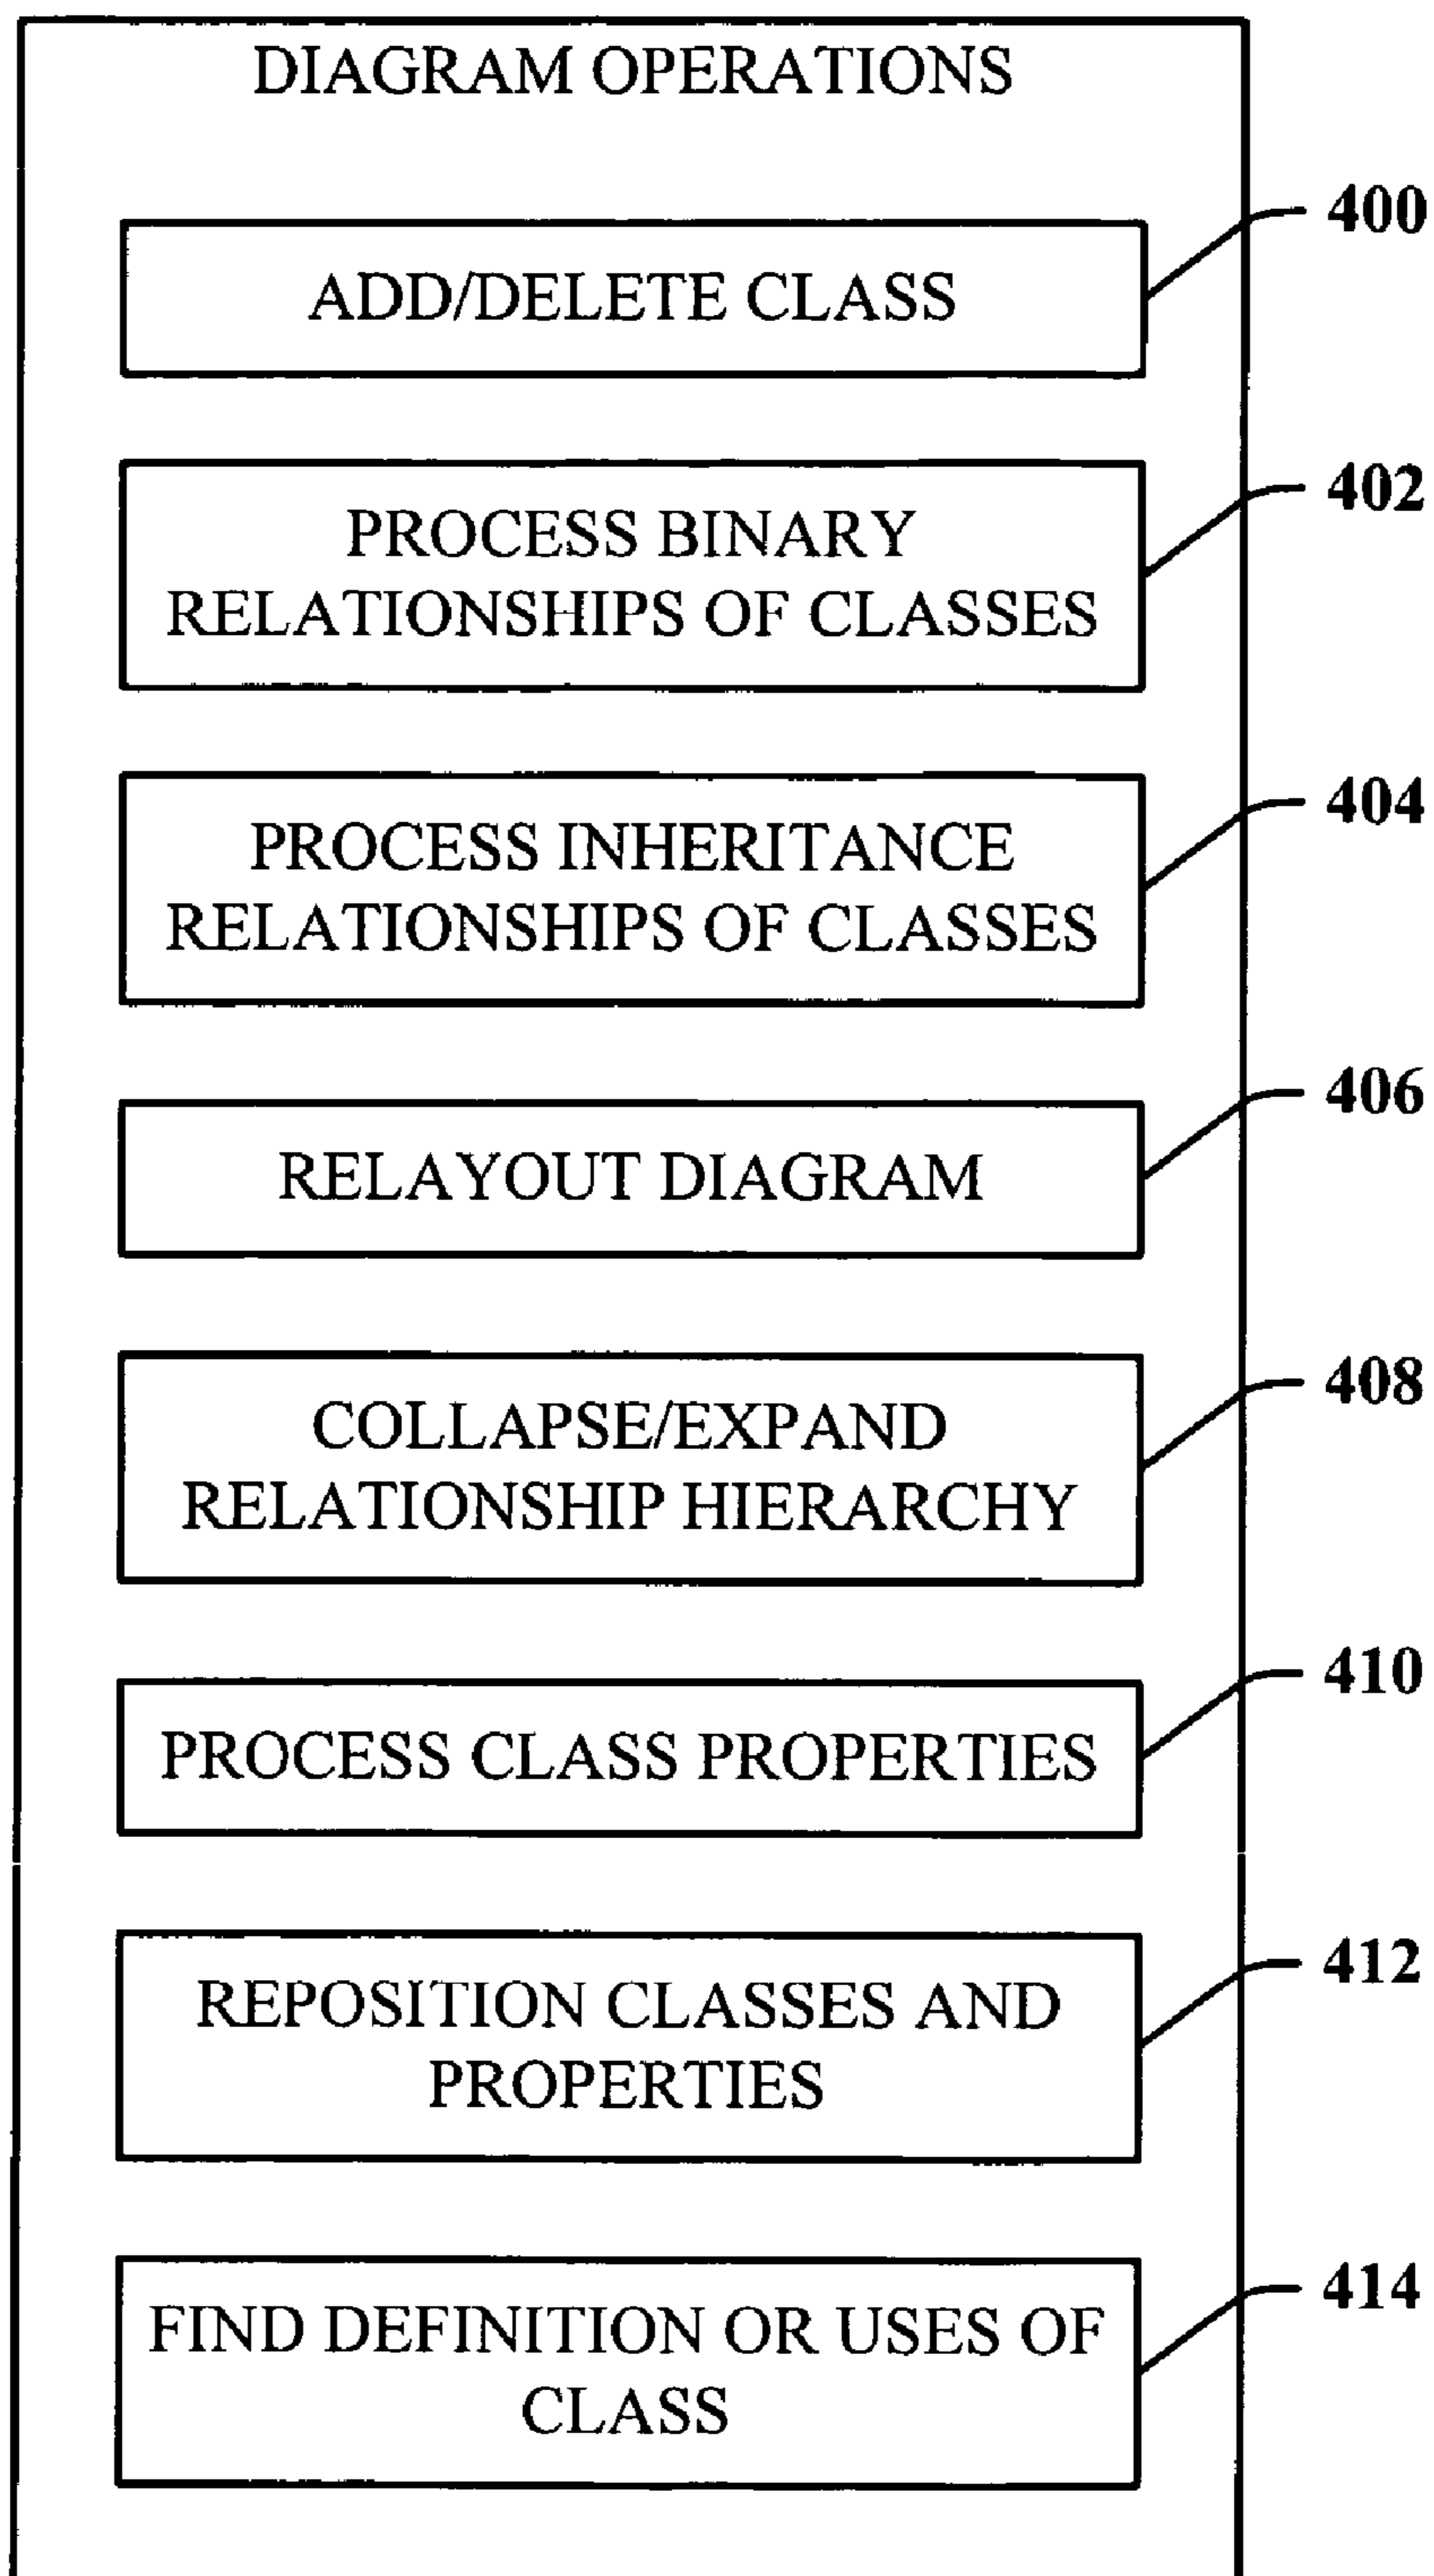 DIAGRAM OPERATIONS
400
ADD/DELETE CLASS
402
PROCESS BINARY
RELATIONSHIPS OF CLASSES
404
PROCESS INHERITANCE
RELATIONSHIPS OF CLASSES
406
RELAYOUT DIAGRAM
408
COLLAPSE/EXPAND
RELATIONSHIP HIERARCHY
410
PROCESS CLASS PROPERTIES
412
REPOSITION CLASSES AND
PROPERTIES
414
FIND DEFINITION OR USES OF
CLASS